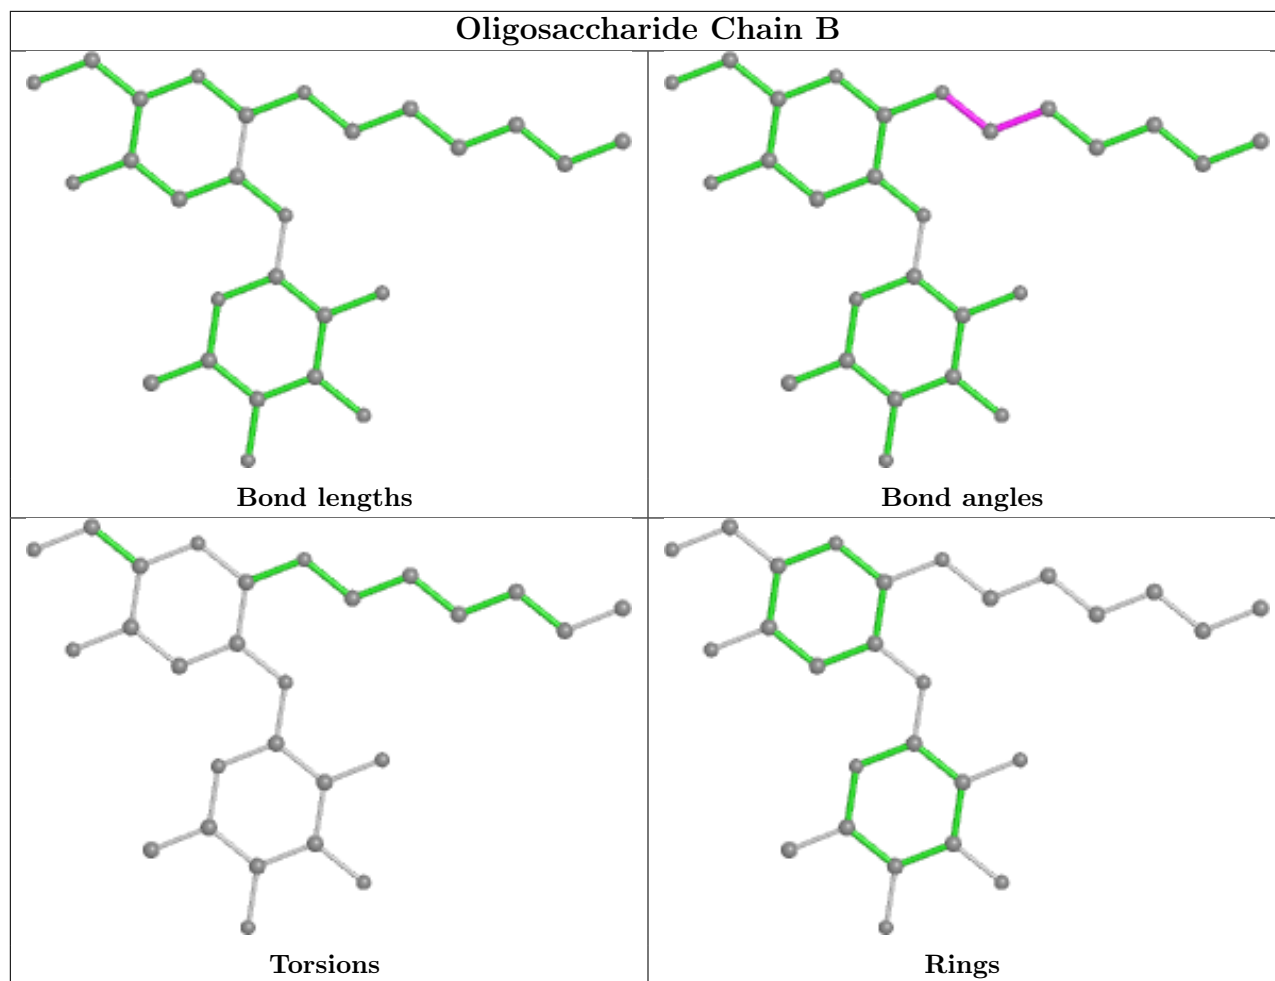 Oligosaccharide Chain B
Bond lengths
Bond angles
Torsions
Rings